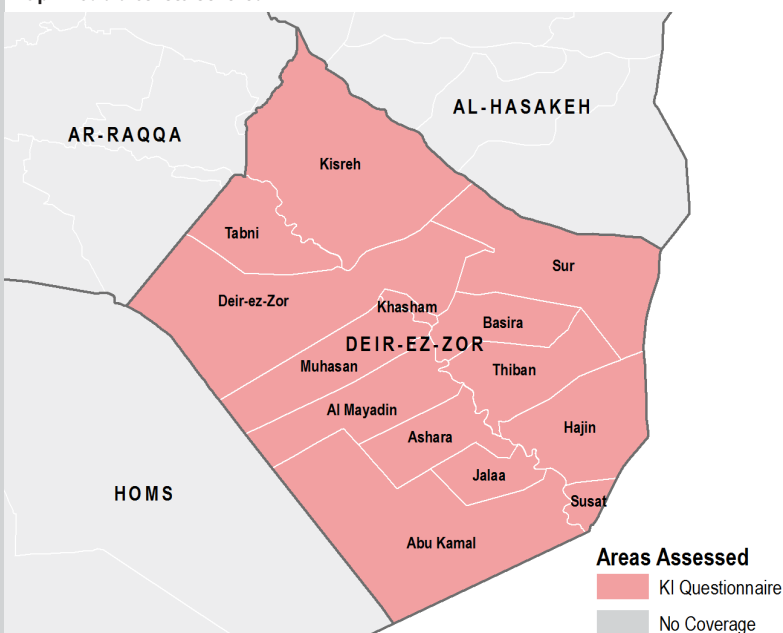 AL-HASAKEH
AR-RAQQA
Kisreh
Tabni
Sur
Deir-ez-Zor
Khasham
Basira
DEIR-EZ-ZOR
Muhasan
Thiban
Al Mayadin
Hajin
Ashara
Jalaa
HOMS
Susat
Abu Kamal
Areas Assessed
KI Questionnaire
No Coverage